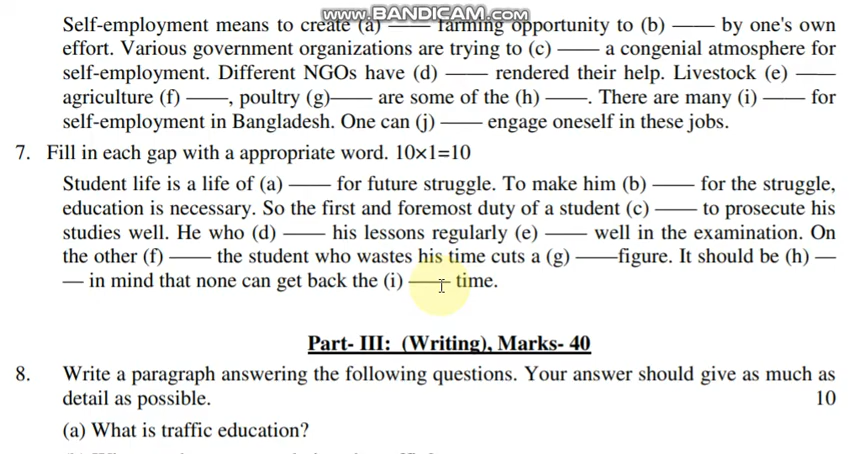 www.BANDICAM.com
Self-employment means to create (a) —— farming opportunity to (b) —— by one's own
effort. Various government organizations are trying to (c) —— a congenial atmosphere for
self-employment. Different NGOs have (d) —— rendered their help. Livestock (e) ——
agriculture (f) ——, poultry (g)—— are some of the (h) ——. There are many (i) —— for
self-employment in Bangladesh. One can (j) —— engage oneself in these jobs.
7. Fill in each gap with a appropriate word. 10×1=10
Student life is a life of (a) —— for future struggle. To make him (b) —— for the struggle,
education is necessary. So the first and foremost duty of a student (c) —— to prosecute his
studies well. He who (d) —— his lessons regularly (e) —— well in the examination. On
the other (f) —— the student who wastes his time cuts a (g) ——figure. It should be (h) —
— in mind that none can get back the (i) —— time.
Part- III: (Writing), Marks- 40
8. Write a paragraph answering the following questions. Your answer should give as much as
detail as possible. 10
(a) What is traffic education?